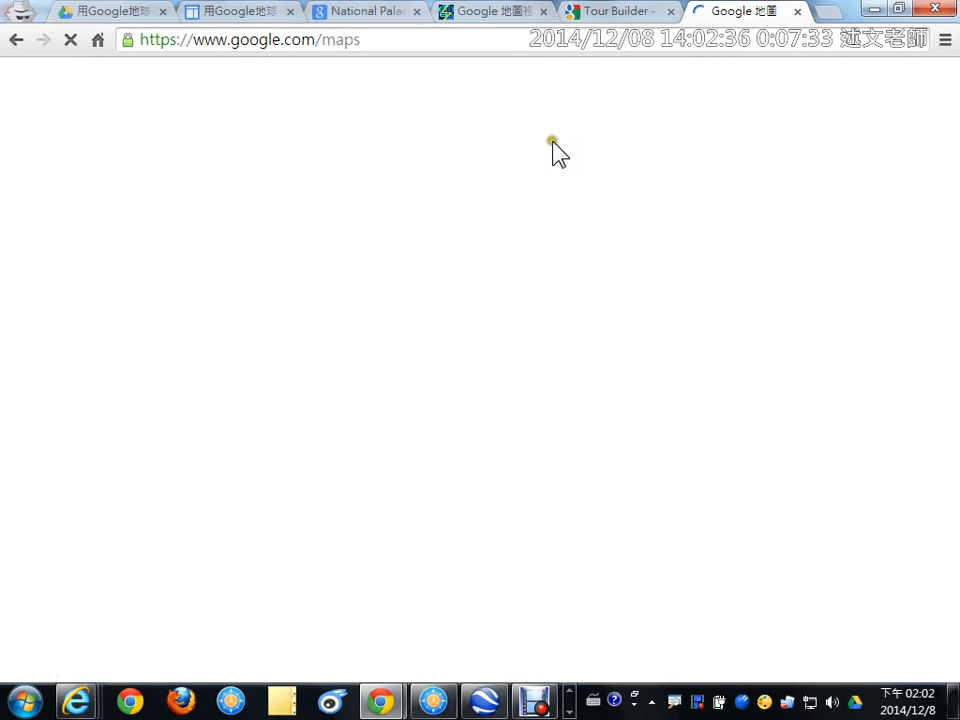 用Google地球
用Google地球
National Palac
Google 地圖搭
Tour Builder -
Google 地圖
https://www.google.com/maps
2014/12/08 14:02:36 0:07:33 述文老師
下午 02:02
2014/12/8